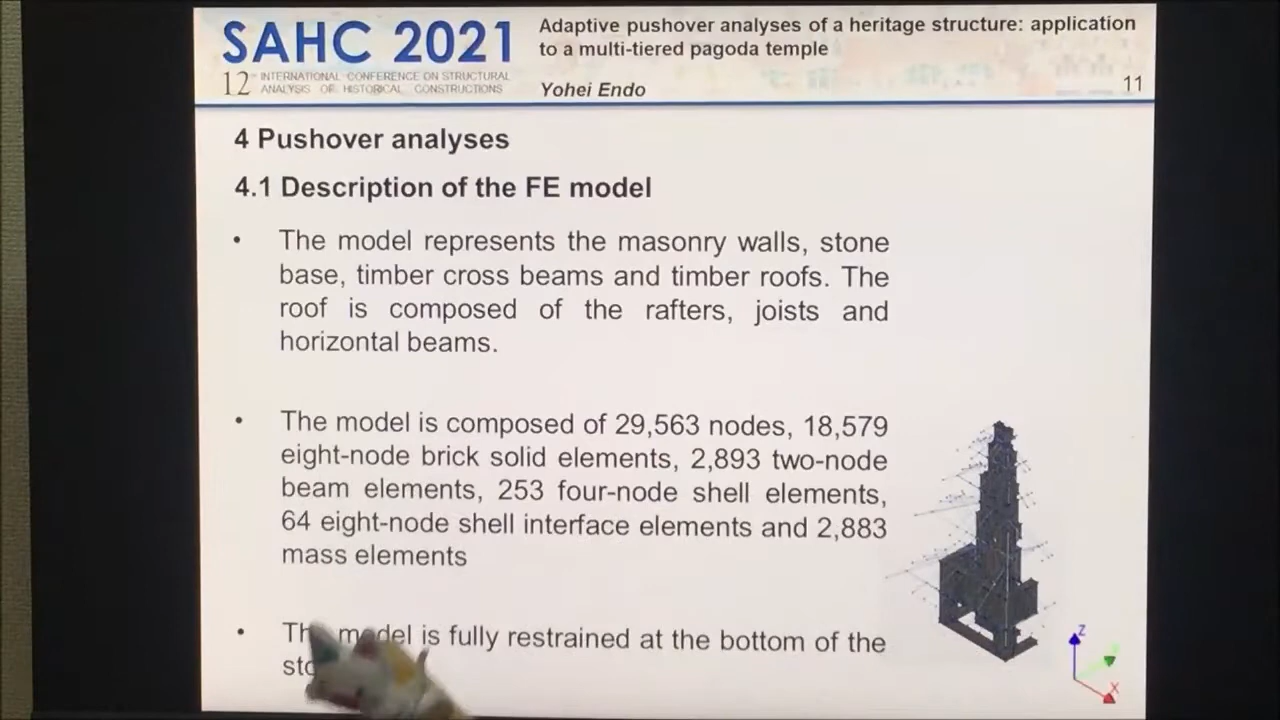 SAHC 2021
12th INTERNATIONAL CONFERENCE ON STRUCTURAL
ANALYSIS OF HISTORICAL CONSTRUCTIONS
Adaptive pushover analyses of a heritage structure: application
to a multi-tiered pagoda temple
Yohei Endo
11
4 Pushover analyses
4.1 Description of the FE model
• The model represents the masonry walls, stone
base, timber cross beams and timber roofs. The
roof is composed of the rafters, joists and
horizontal beams.
• The model is composed of 29,563 nodes, 18,579
eight-node brick solid elements, 2,893 two-node
beam elements, 253 four-node shell elements,
64 eight-node shell interface elements and 2,883
mass elements
• The model is fully restrained at the bottom of the
Z
X